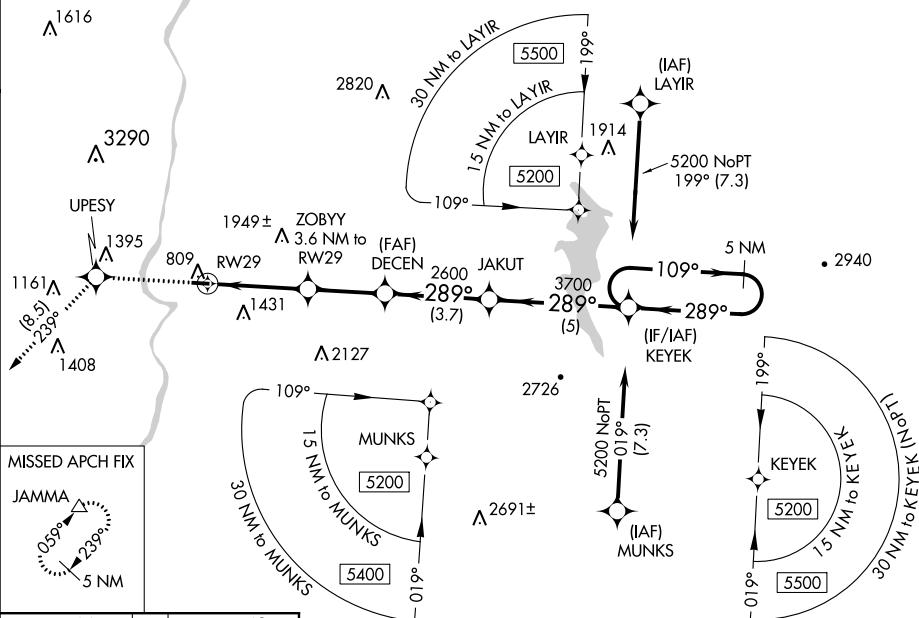 1616
3290
UPESY
1395
1161
(8.5)
239°
1408
809
RW29
1949±
ZOBYY
3.6 NM to
RW29
1431
(FAF)
DECEN
2600
289°
(3.7)
JAKUT
3700
289°
(5)
2820
30 NM to LAYIR
5500
199°
15 NM to LAYIR
LAYIR
5200
109°
1914
(IAF)
LAYIR
5200 NoPT
199° (7.3)
5 NM
109°
289°
2940
(IF/IAF)
KEYEK
2127
2726
109°
MUNKS
5200
15 NM to MUNKS
30 NM to MUNKS
5400
019°
2691±
5200 NoPT
019°
(7.3)
(IAF)
MUNKS
199°
KEYEK
5200
15 NM to KEYEK
30 NM to KEYEK (NoPT)
5500
019°
MISSED APCH FIX
JAMMA
059°
239°
5 NM